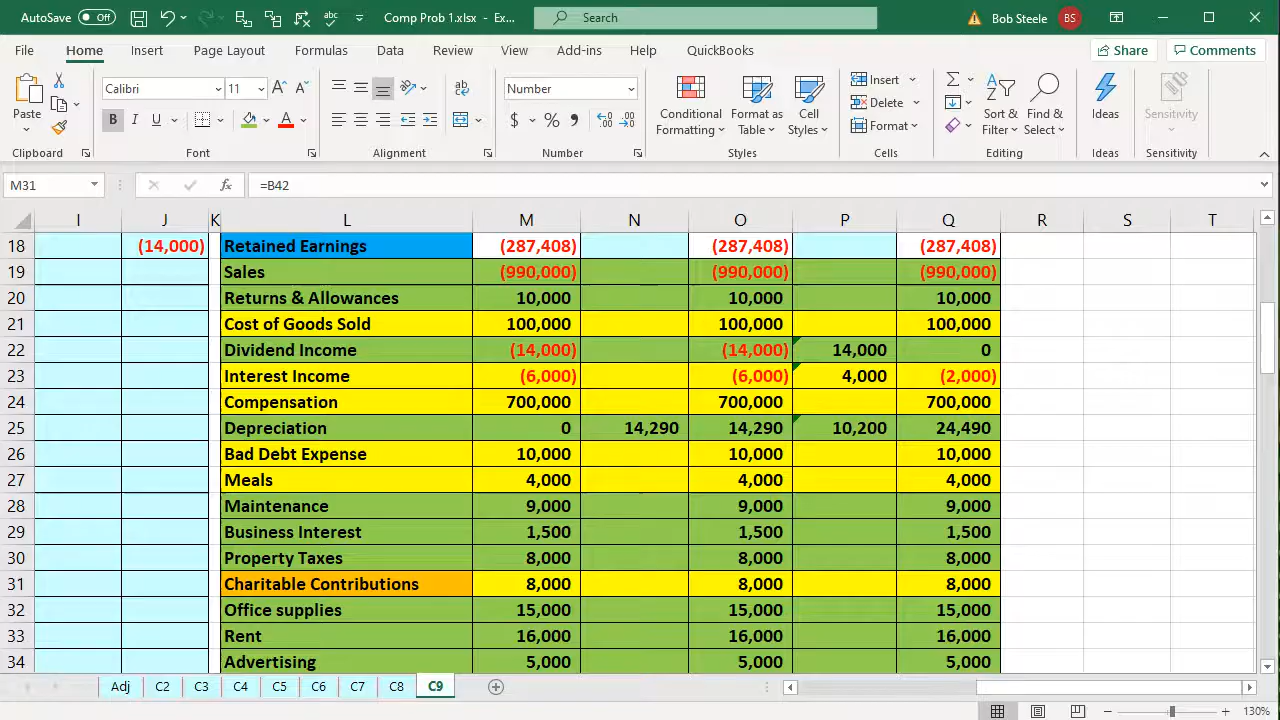 AutoSave Off Comp Prob 1.xlsx - Ex... Search Bob Steele BS
File Home Insert Page Layout Formulas Data Review View Add-ins Help QuickBooks Share Comments
Paste Calibri 11 Number Conditional Formatting Format as Table Cell Styles Insert Delete Format Sort & Filter Find & Select Ideas Sensitivity
Clipboard Font Alignment Number Styles Cells Editing Ideas Sensitivity
M31 fx =B42
I J K L M N O P Q R S T
18 (14,000) Retained Earnings (287,408) (287,408) (287,408)
19 Sales (990,000) (990,000) (990,000)
20 Returns & Allowances 10,000 10,000 10,000
21 Cost of Goods Sold 100,000 100,000 100,000
22 Dividend Income (14,000) (14,000) 14,000 0
23 Interest Income (6,000) (6,000) 4,000 (2,000)
24 Compensation 700,000 700,000 700,000
25 Depreciation 0 14,290 14,290 10,200 24,490
26 Bad Debt Expense 10,000 10,000 10,000
27 Meals 4,000 4,000 4,000
28 Maintenance 9,000 9,000 9,000
29 Business Interest 1,500 1,500 1,500
30 Property Taxes 8,000 8,000 8,000
31 Charitable Contributions 8,000 8,000 8,000
32 Office supplies 15,000 15,000 15,000
33 Rent 16,000 16,000 16,000
34 Advertising 5,000 5,000 5,000
Adj C2 C3 C4 C5 C6 C7 C8 C9
130%